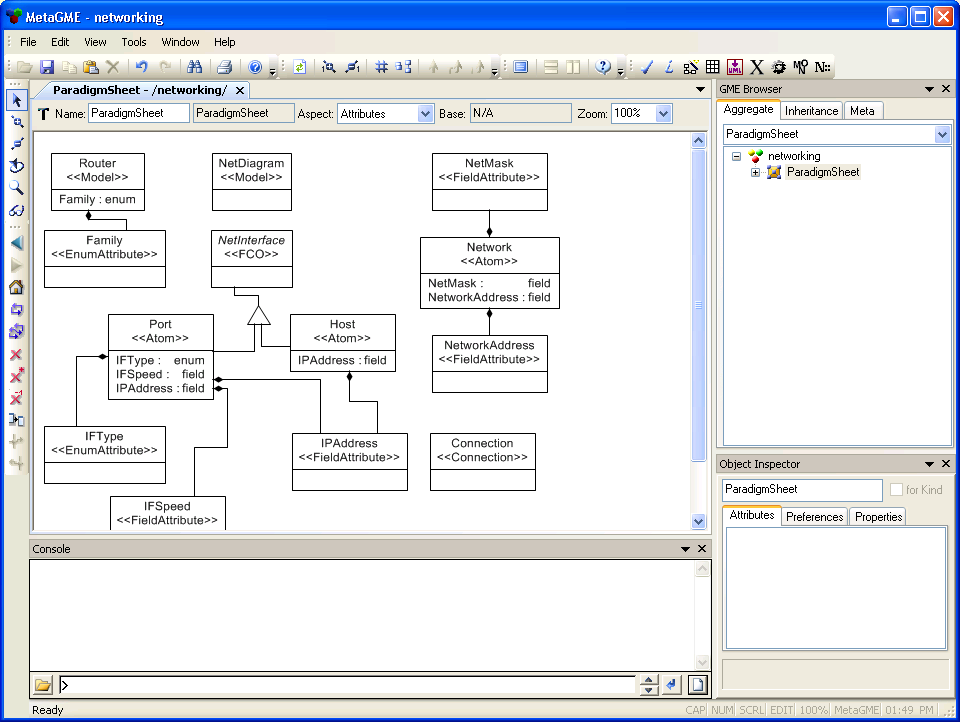 MetaGME - networking
File Edit View Tools Window Help
ParadigmSheet - /networking/
Name: ParadigmSheet ParadigmSheet Aspect: Attributes Base: N/A Zoom: 100%
Router
<<Model>>
Family : enum
NetDiagram
<<Model>>
NetMask
<<FieldAttribute>>
Family
<<EnumAttribute>>
NetInterface
<<FCO>>
Network
<<Atom>>
NetMask : field
NetworkAddress : field
Port
<<Atom>>
IFType : enum
IFSpeed : field
IPAddress : field
Host
<<Atom>>
IPAddress : field
NetworkAddress
<<FieldAttribute>>
IFType
<<EnumAttribute>>
IPAddress
<<FieldAttribute>>
Connection
<<Connection>>
IFSpeed
<<FieldAttribute>>
GME Browser
Aggregate Inheritance Meta
ParadigmSheet
networking
ParadigmSheet
Object Inspector
ParadigmSheet for Kind
Attributes Preferences Properties
Console
>
Ready CAP NUM SCRL EDIT 100% MetaGME 01:49 PM